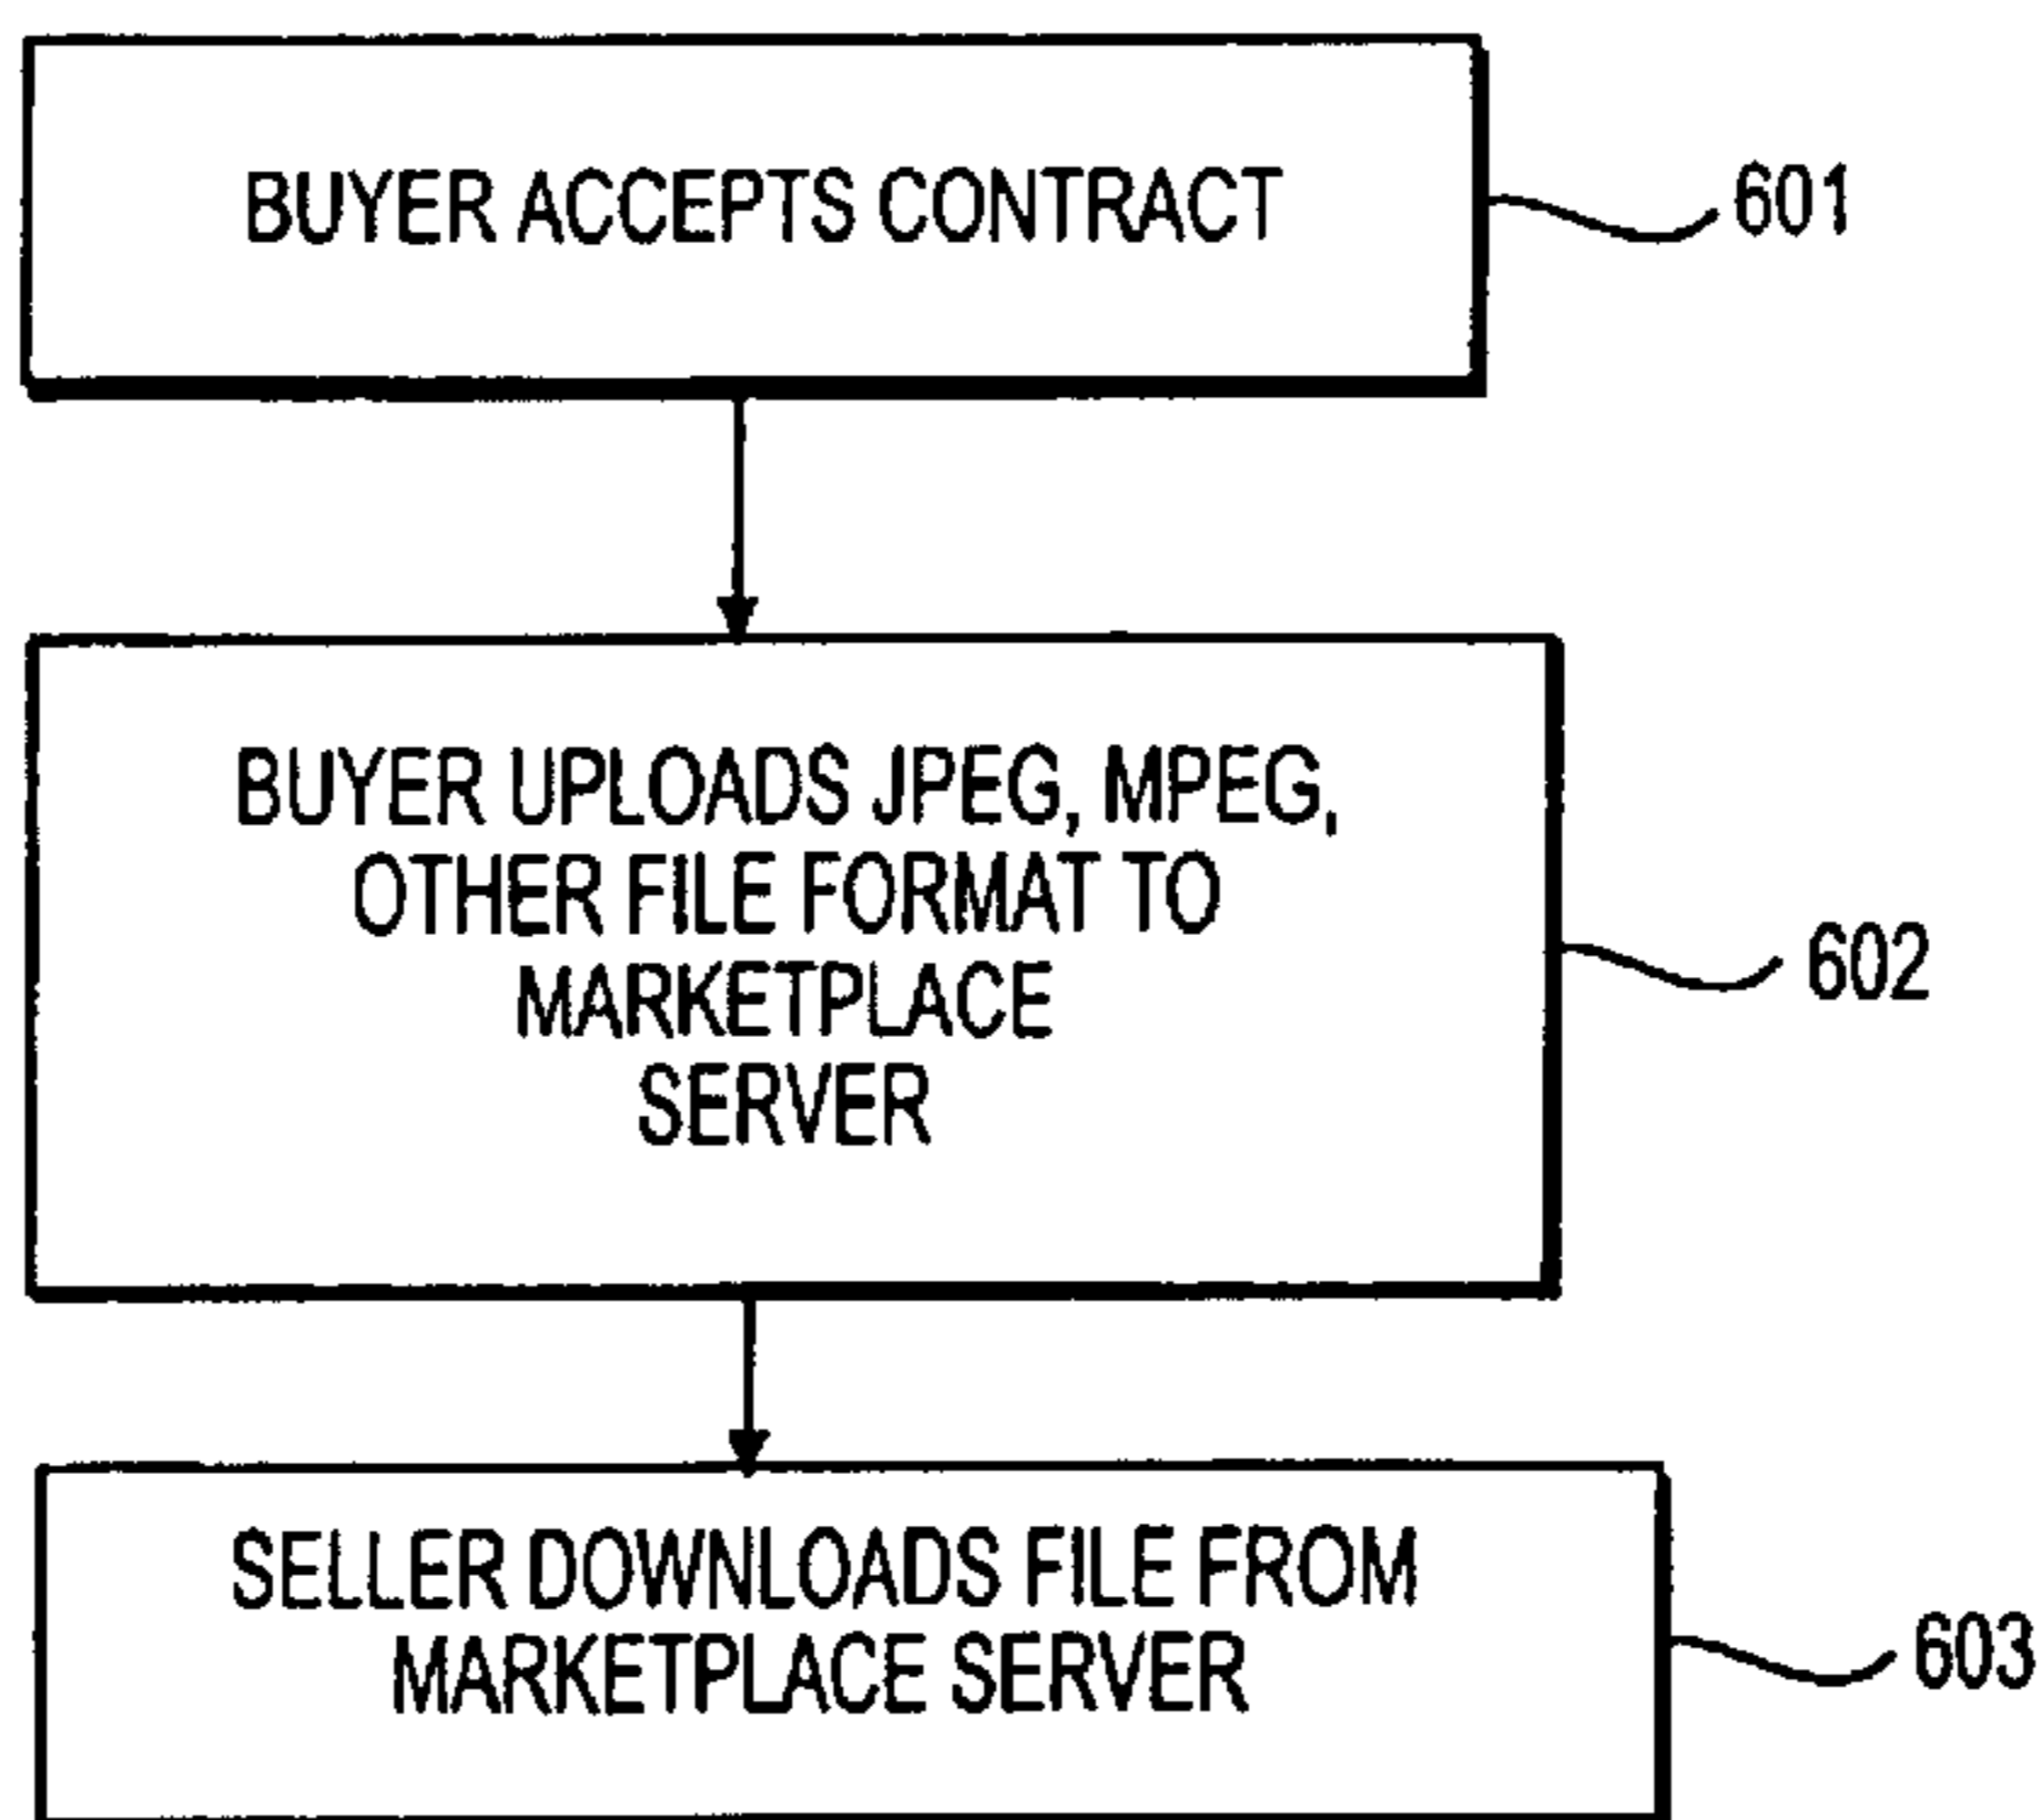 BUYER ACCEPTS CONTRACT
601
BUYER UPLOADS JPEG, MPEG,
OTHER FILE FORMAT TO
MARKETPLACE
SERVER
602
SELLER DOWNLOADS FILE FROM
MARKETPLACE SERVER
603